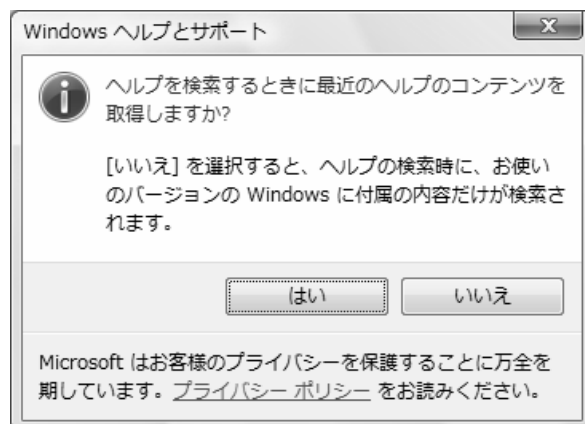 Windows ヘルプとサポート
ヘルプを検索するときに最近のヘルプのコンテンツを
取得しますか?
[いいえ] を選択すると、ヘルプの検索時に、お使い
のバージョンの Windows に付属の内容だけが検索さ
れます。
はい
いいえ
Microsoft はお客様のプライバシーを保護することに万全を
期しています。プライバシー ポリシー をお読みください。